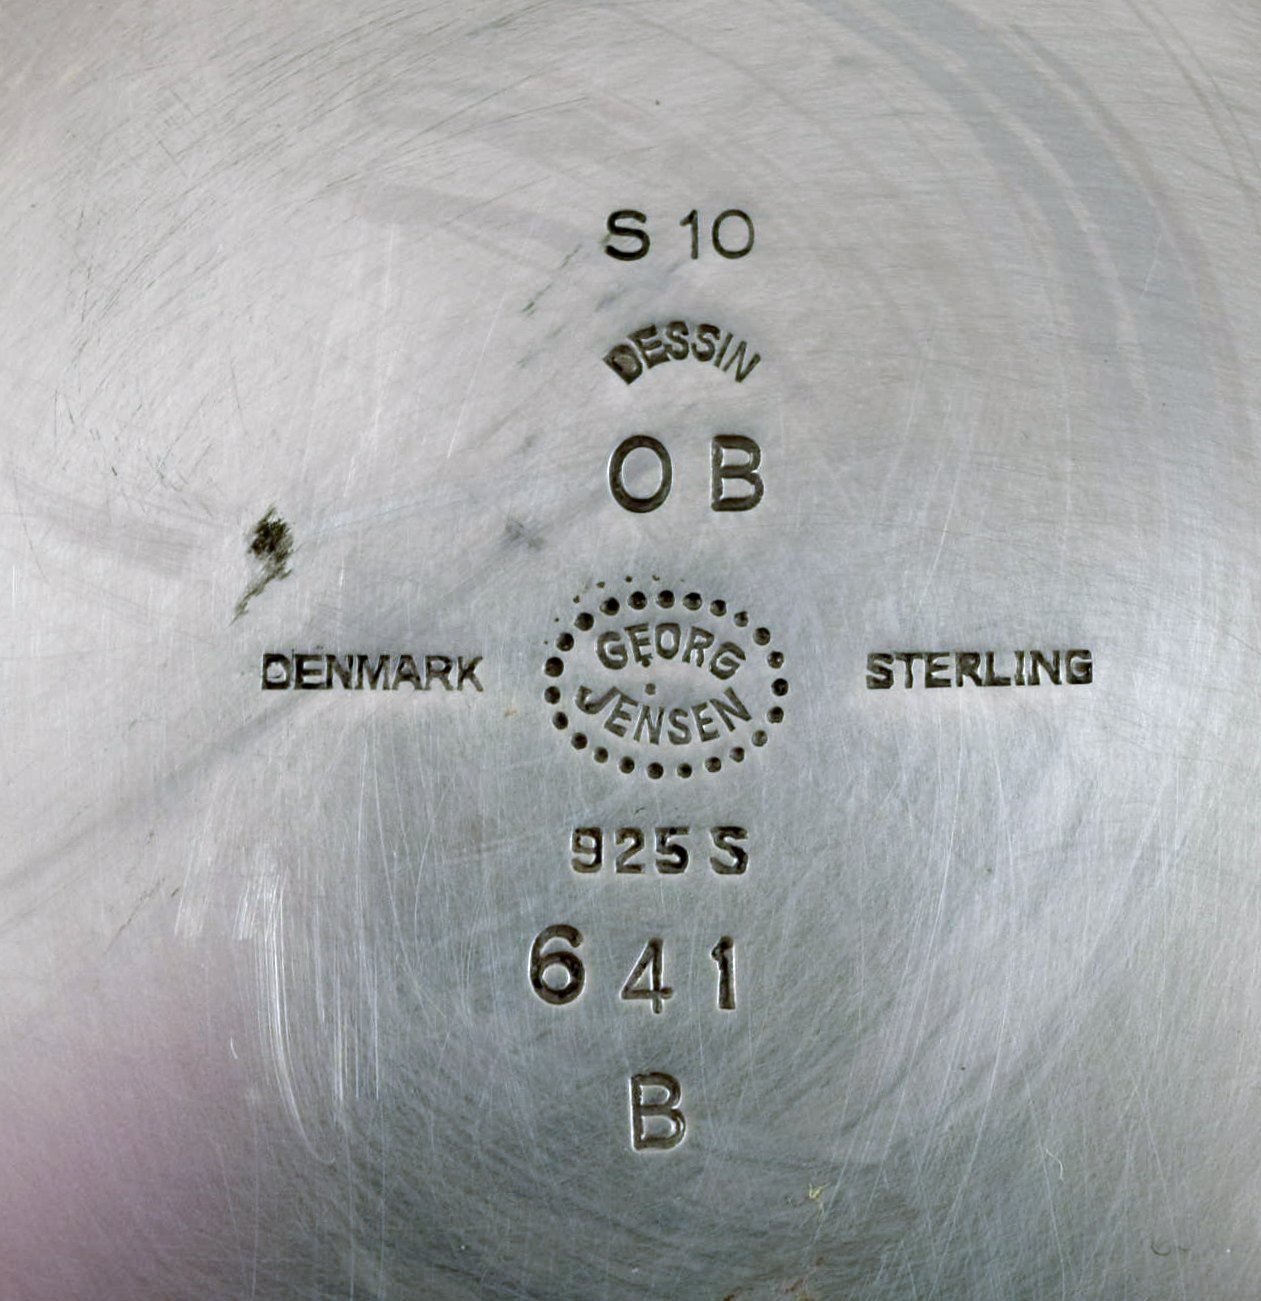 S 10
DESSIN
O B
DENMARK GEORG JENSEN STERLING
925 S
641
B